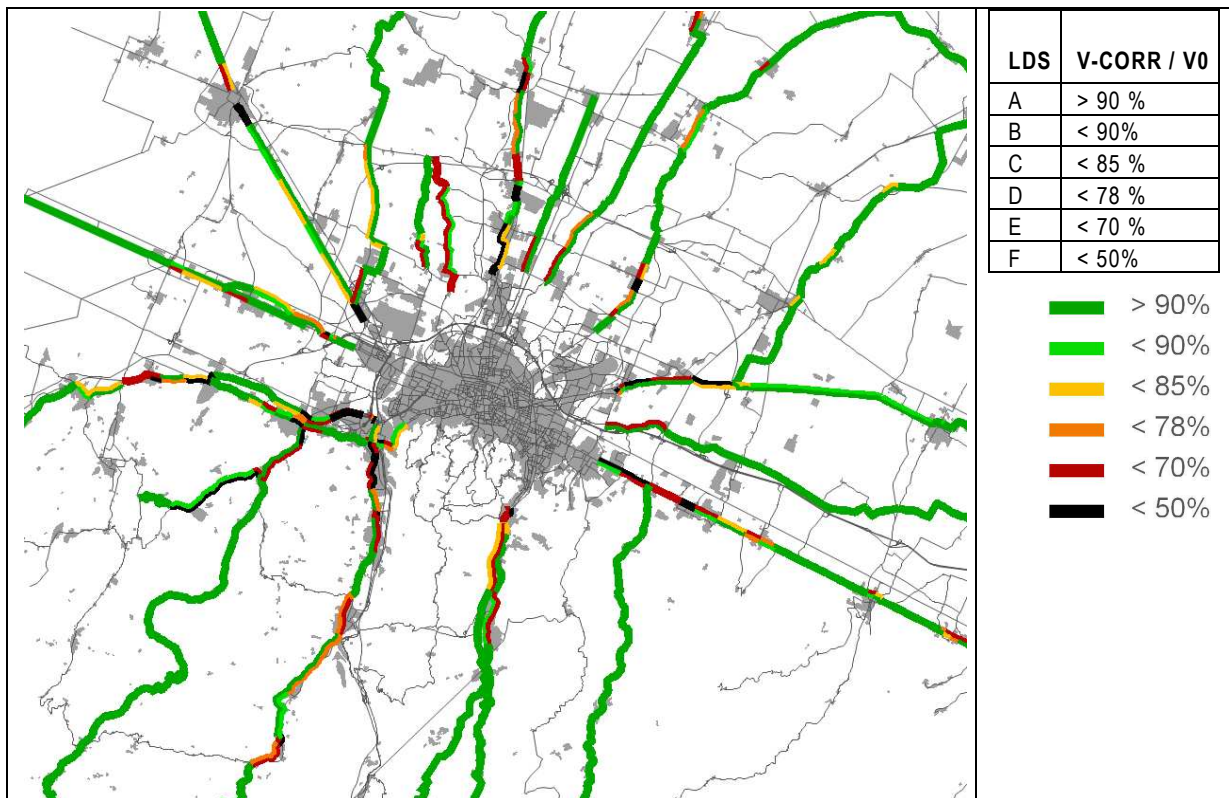 LDS V-CORR / V0
A > 90 %
B < 90%
C < 85 %
D < 78 %
E < 70 %
F < 50%
> 90%
< 90%
< 85%
< 78%
< 70%
< 50%